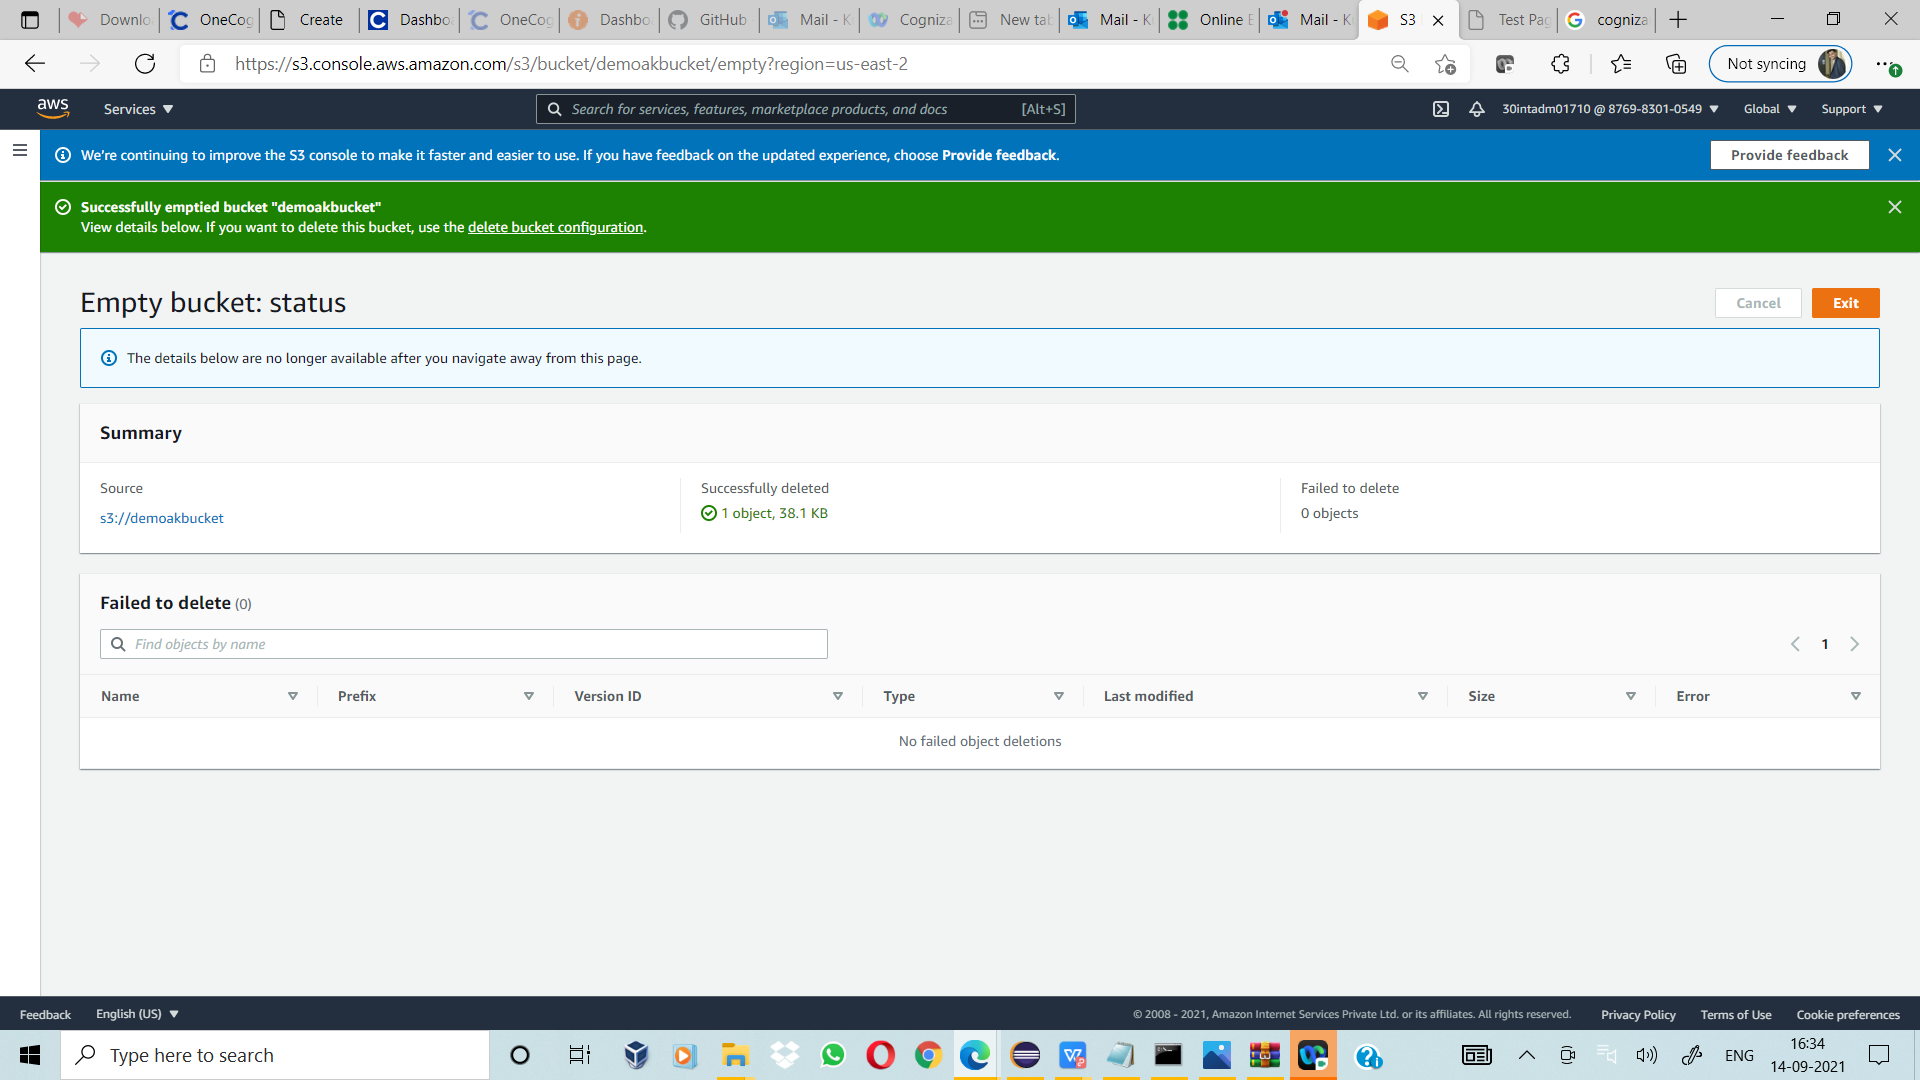 Downlo
OneCog
Create
Dashbo
OneCog
Dashbo
GitHub
Mail - K
Cogniza
New tab
Mail - K
Online E
Mail - K
S3
Test Pag
cogniza
https://s3.console.aws.amazon.com/s3/bucket/demoakbucket/empty?region=us-east-2
Not syncing
aws
Services
Search for services, features, marketplace products, and docs
[Alt+S]
30intadm01710 @ 8769-8301-0549
Global
Support
We're continuing to improve the S3 console to make it faster and easier to use. If you have feedback on the updated experience, choose Provide feedback.
Provide feedback
Successfully emptied bucket "demoakbucket"
View details below. If you want to delete this bucket, use the delete bucket configuration.
Empty bucket: status
Cancel
Exit
The details below are no longer available after you navigate away from this page.
Summary
Source
s3://demoakbucket
Successfully deleted
1 object, 38.1 KB
Failed to delete
0 objects
Failed to delete (0)
Find objects by name
1
Name
Prefix
Version ID
Type
Last modified
Size
Error
No failed object deletions
Feedback
English (US)
© 2008 - 2021, Amazon Internet Services Private Ltd. or its affiliates. All rights reserved.
Privacy Policy
Terms of Use
Cookie preferences
Type here to search
ENG
16:34
14-09-2021